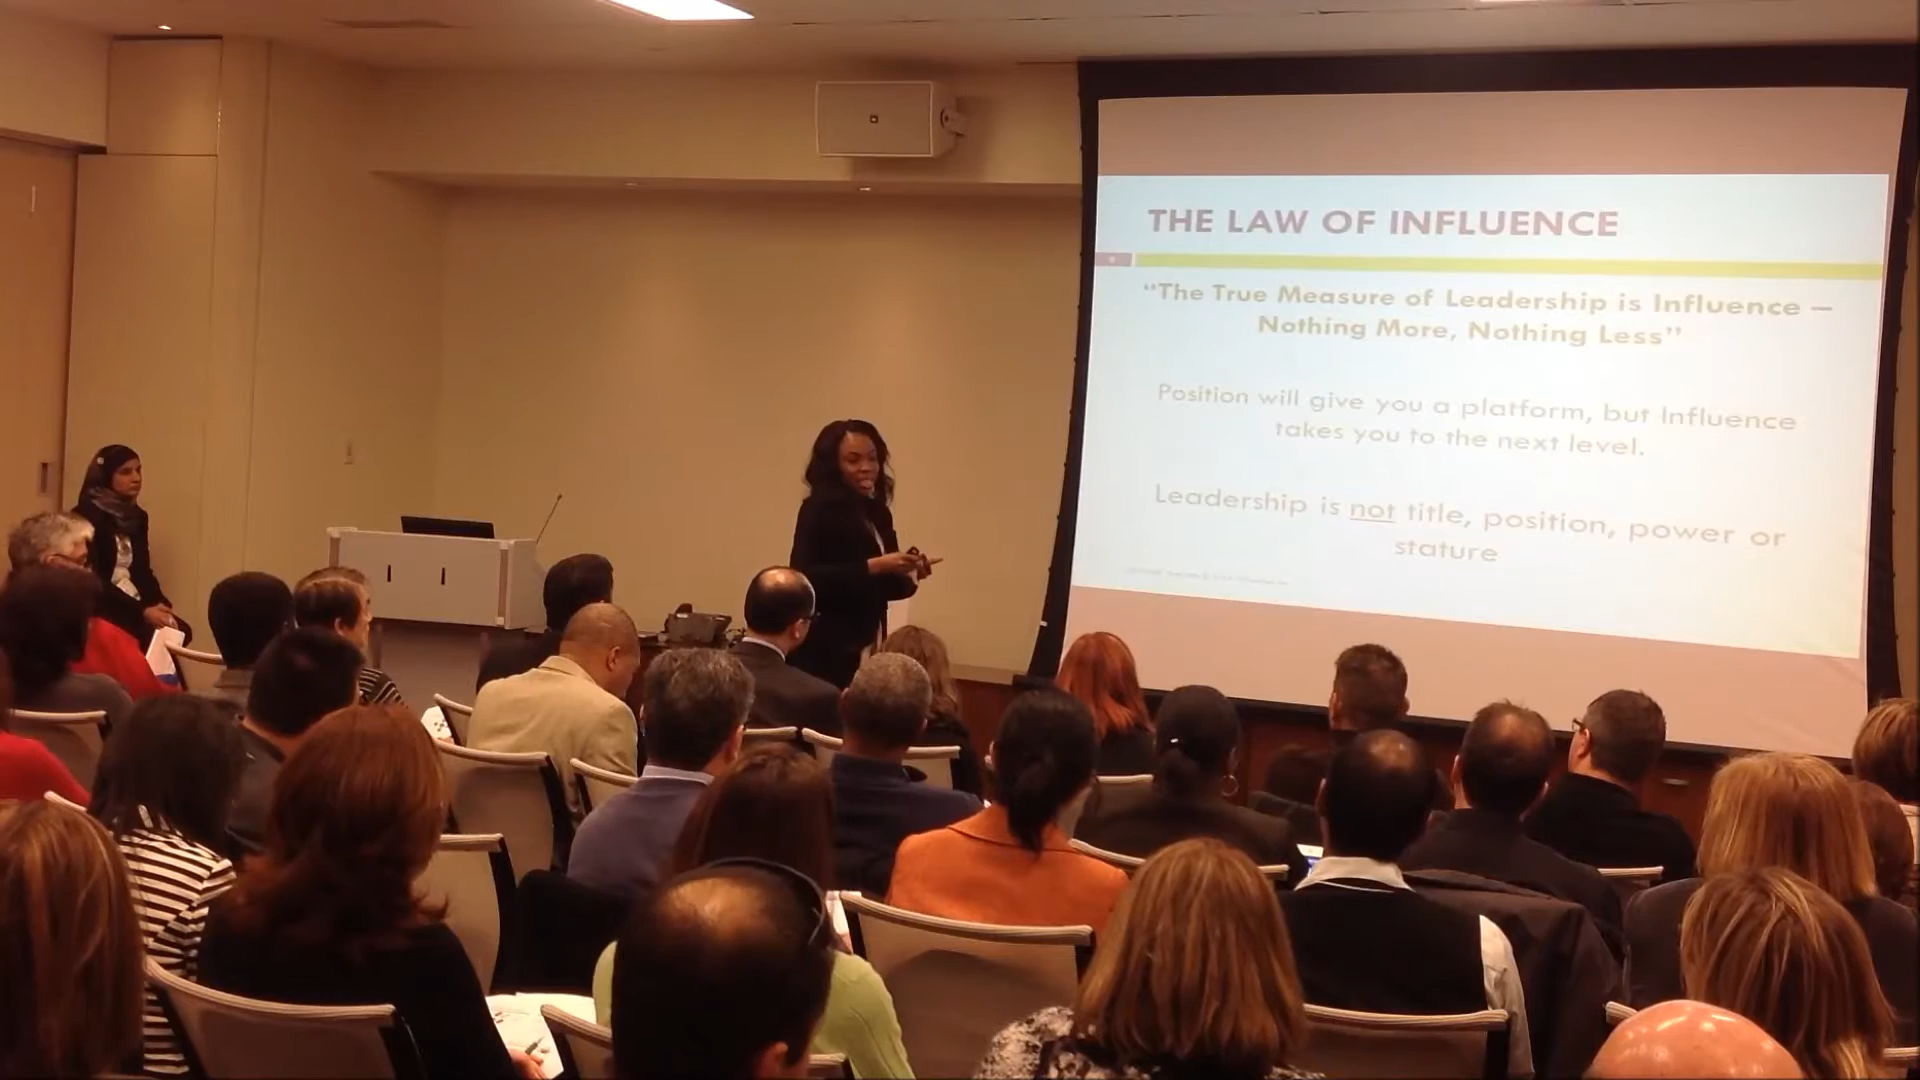 THE LAW OF INFLUENCE
“The True Measure of Leadership is Influence –
Nothing More, Nothing Less”
Position will give you a platform, but Influence
takes you to the next level.
Leadership is not title, position, power or
stature